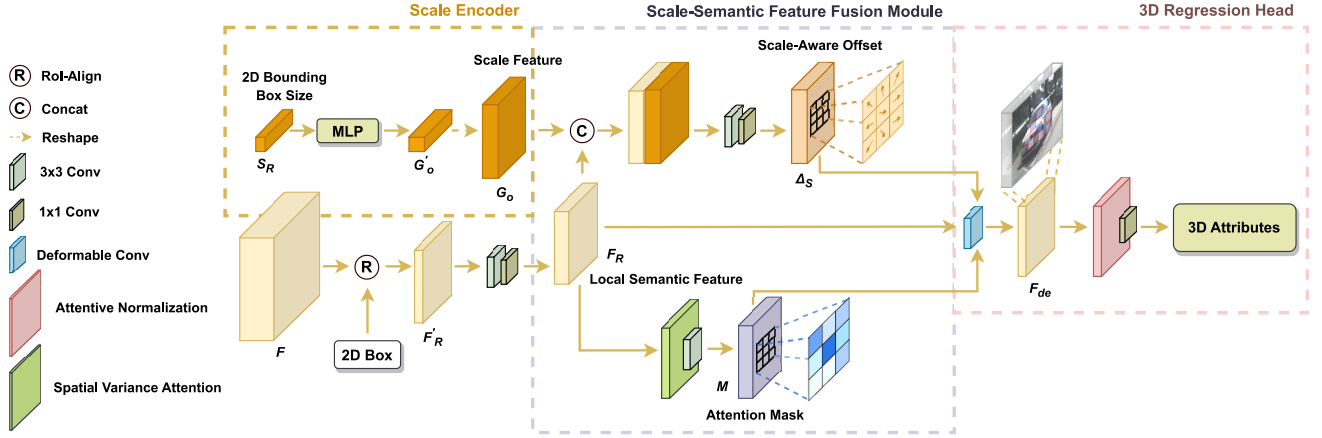 Scale Encoder
Scale-Semantic Feature Fusion Module
3D Regression Head
R
RoI-Align
C
Concat
Reshape
3x3 Conv
1x1 Conv
Deformable Conv
Attentive Normalization
Spatial Variance Attention
2D Bounding
Box Size
S_R
MLP
G'_o
Scale Feature
G_o
F
R
2D Box
F'_R
C
F_R
Scale-Aware Offset
Δ_S
Local Semantic Feature
M
Attention Mask
F_de
3D Attributes